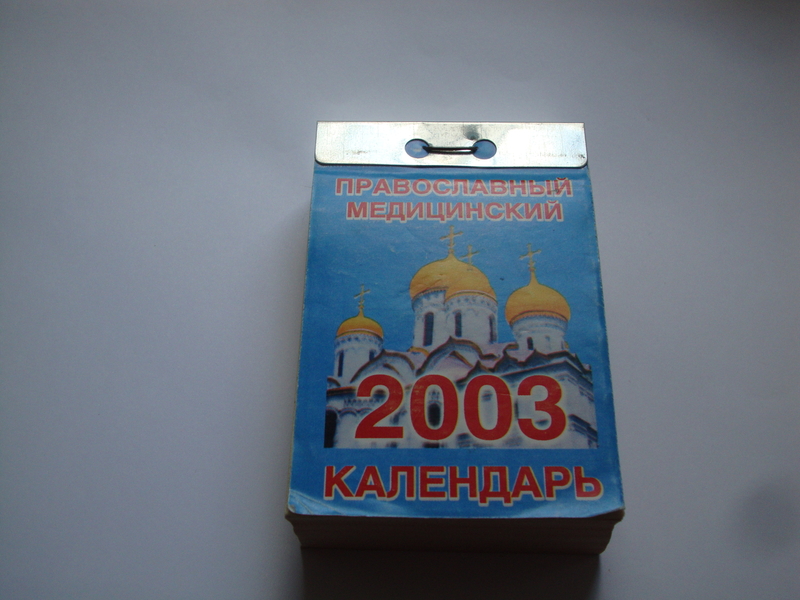 ПРАВОСЛАВНЫЙ
МЕДИЦИНСКИЙ
2003
КАЛЕНДАРЬ